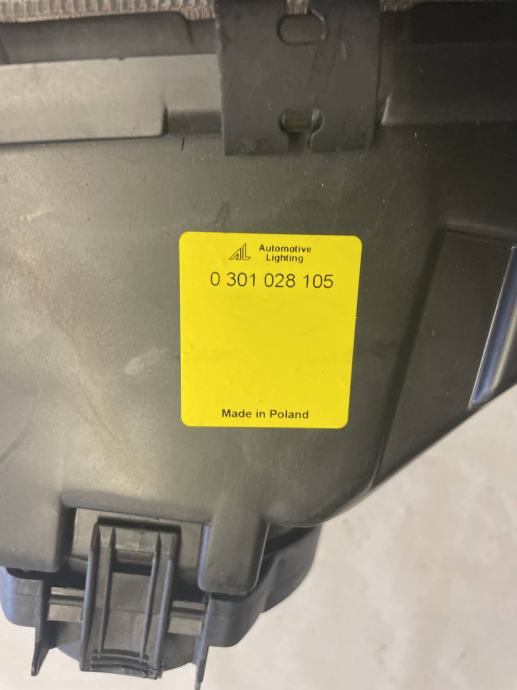 AL Automotive
Lighting
0 301 028 105
Made in Poland